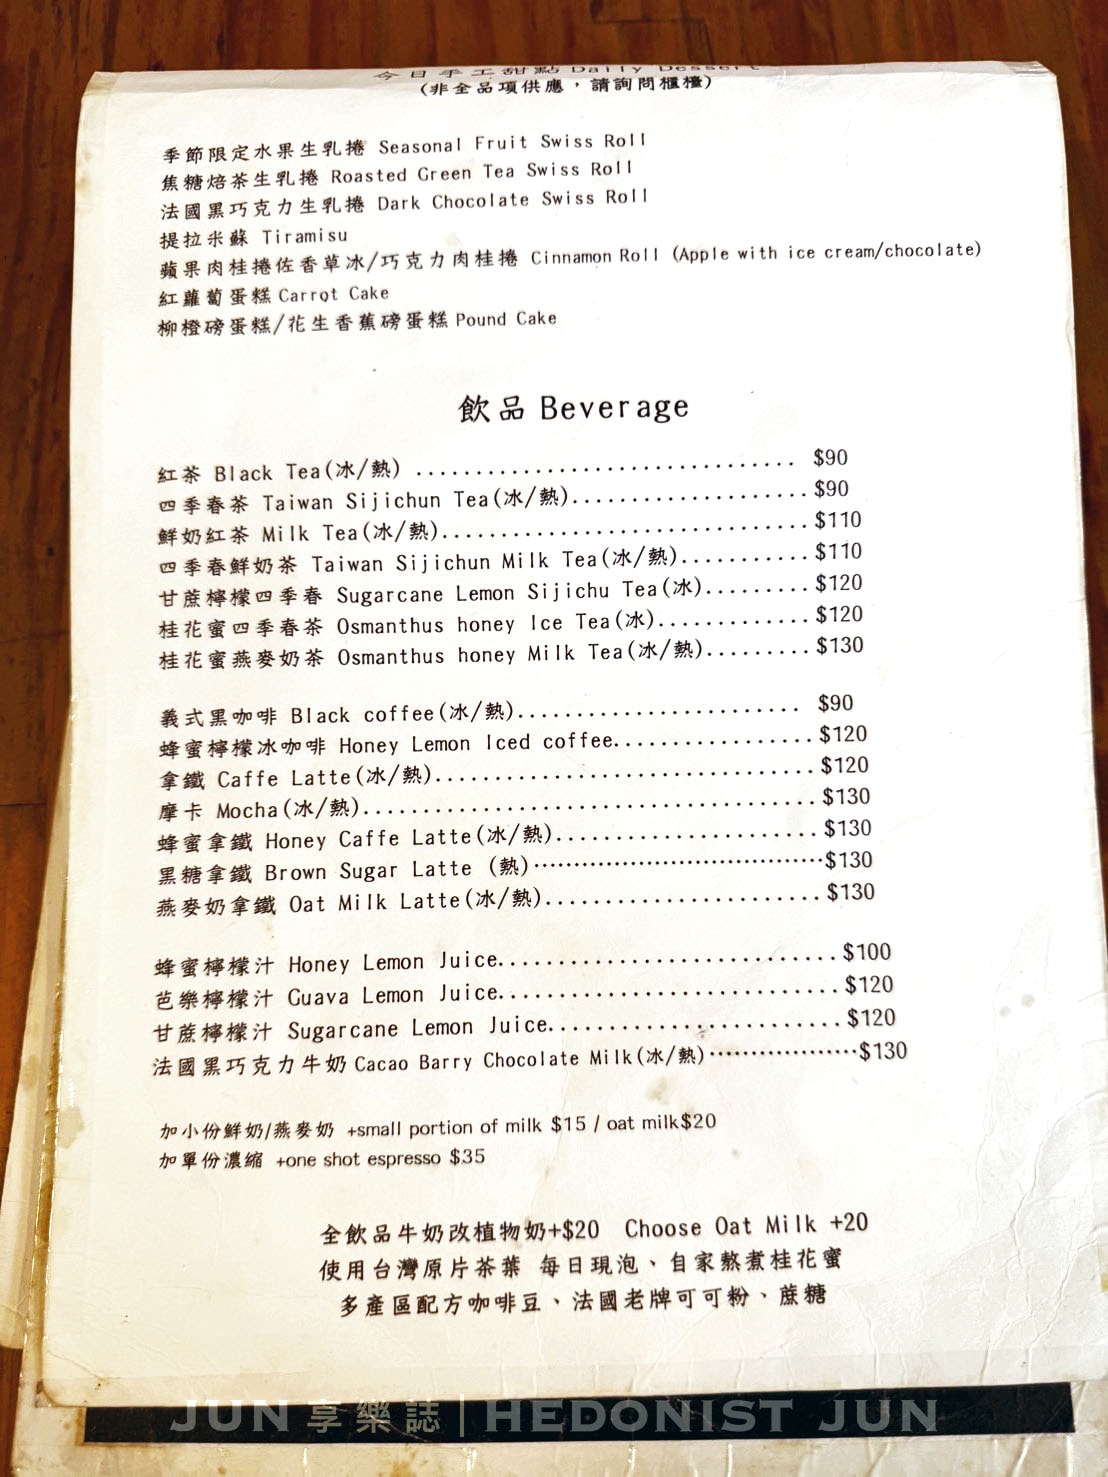 今日手工甜點 Daily Dessert
(非全品項供應，請詢問櫃檯)
季節限定水果生乳捲 Seasonal Fruit Swiss Roll
焦糖焙茶生乳捲 Roasted Green Tea Swiss Roll
法國黑巧克力生乳捲 Dark Chocolate Swiss Roll
提拉米蘇 Tiramisu
蘋果肉桂捲佐香草冰/巧克力肉桂捲 Cinnamon Roll (Apple with ice cream/chocolate)
紅蘿蔔蛋糕 Carrot Cake
柳橙磅蛋糕/花生香蕉磅蛋糕 Pound Cake
飲品 Beverage
紅茶 Black Tea(冰/熱) ................................ $90
四季春茶 Taiwan Sijichun Tea(冰/熱)....................$90
鮮奶紅茶 Milk Tea(冰/熱)...............................$110
四季春鮮奶茶 Taiwan Sijichun Milk Tea(冰/熱)...........$110
甘蔗檸檬四季春 Sugarcane Lemon Sijichu Tea(冰).........$120
桂花蜜四季春茶 Osmanthus honey Ice Tea(冰).............$120
桂花蜜燕麥奶茶 Osmanthus honey Milk Tea(冰/熱).........$130
義式黑咖啡 Black coffee(冰/熱)........................ $90
蜂蜜檸檬冰咖啡 Honey Lemon Iced coffee.................$120
拿鐵 Caffe Latte(冰/熱)................................$120
摩卡 Mocha(冰/熱)......................................$130
蜂蜜拿鐵 Honey Caffe Latte(冰/熱)......................$130
黑糖拿鐵 Brown Sugar Latte (熱)····································$130
燕麥奶拿鐵 Oat Milk Latte(冰/熱).......................$130
蜂蜜檸檬汁 Honey Lemon Juice.............................$100
芭樂檸檬汁 Guava Lemon Juice.............................$120
甘蔗檸檬汁 Sugarcane Lemon Juice.........................$120
法國黑巧克力牛奶 Cacao Barry Chocolate Milk(冰/熱)··················$130
加小份鮮奶/燕麥奶 +small portion of milk $15 / oat milk$20
加單份濃縮 +one shot espresso $35
全飲品牛奶改植物奶+$20 Choose Oat Milk +20
使用台灣原片茶葉 每日現泡、自家熬煮桂花蜜
多產區配方咖啡豆、法國老牌可可粉、蔗糖
JUN 享樂誌 | HEDONIST JUN